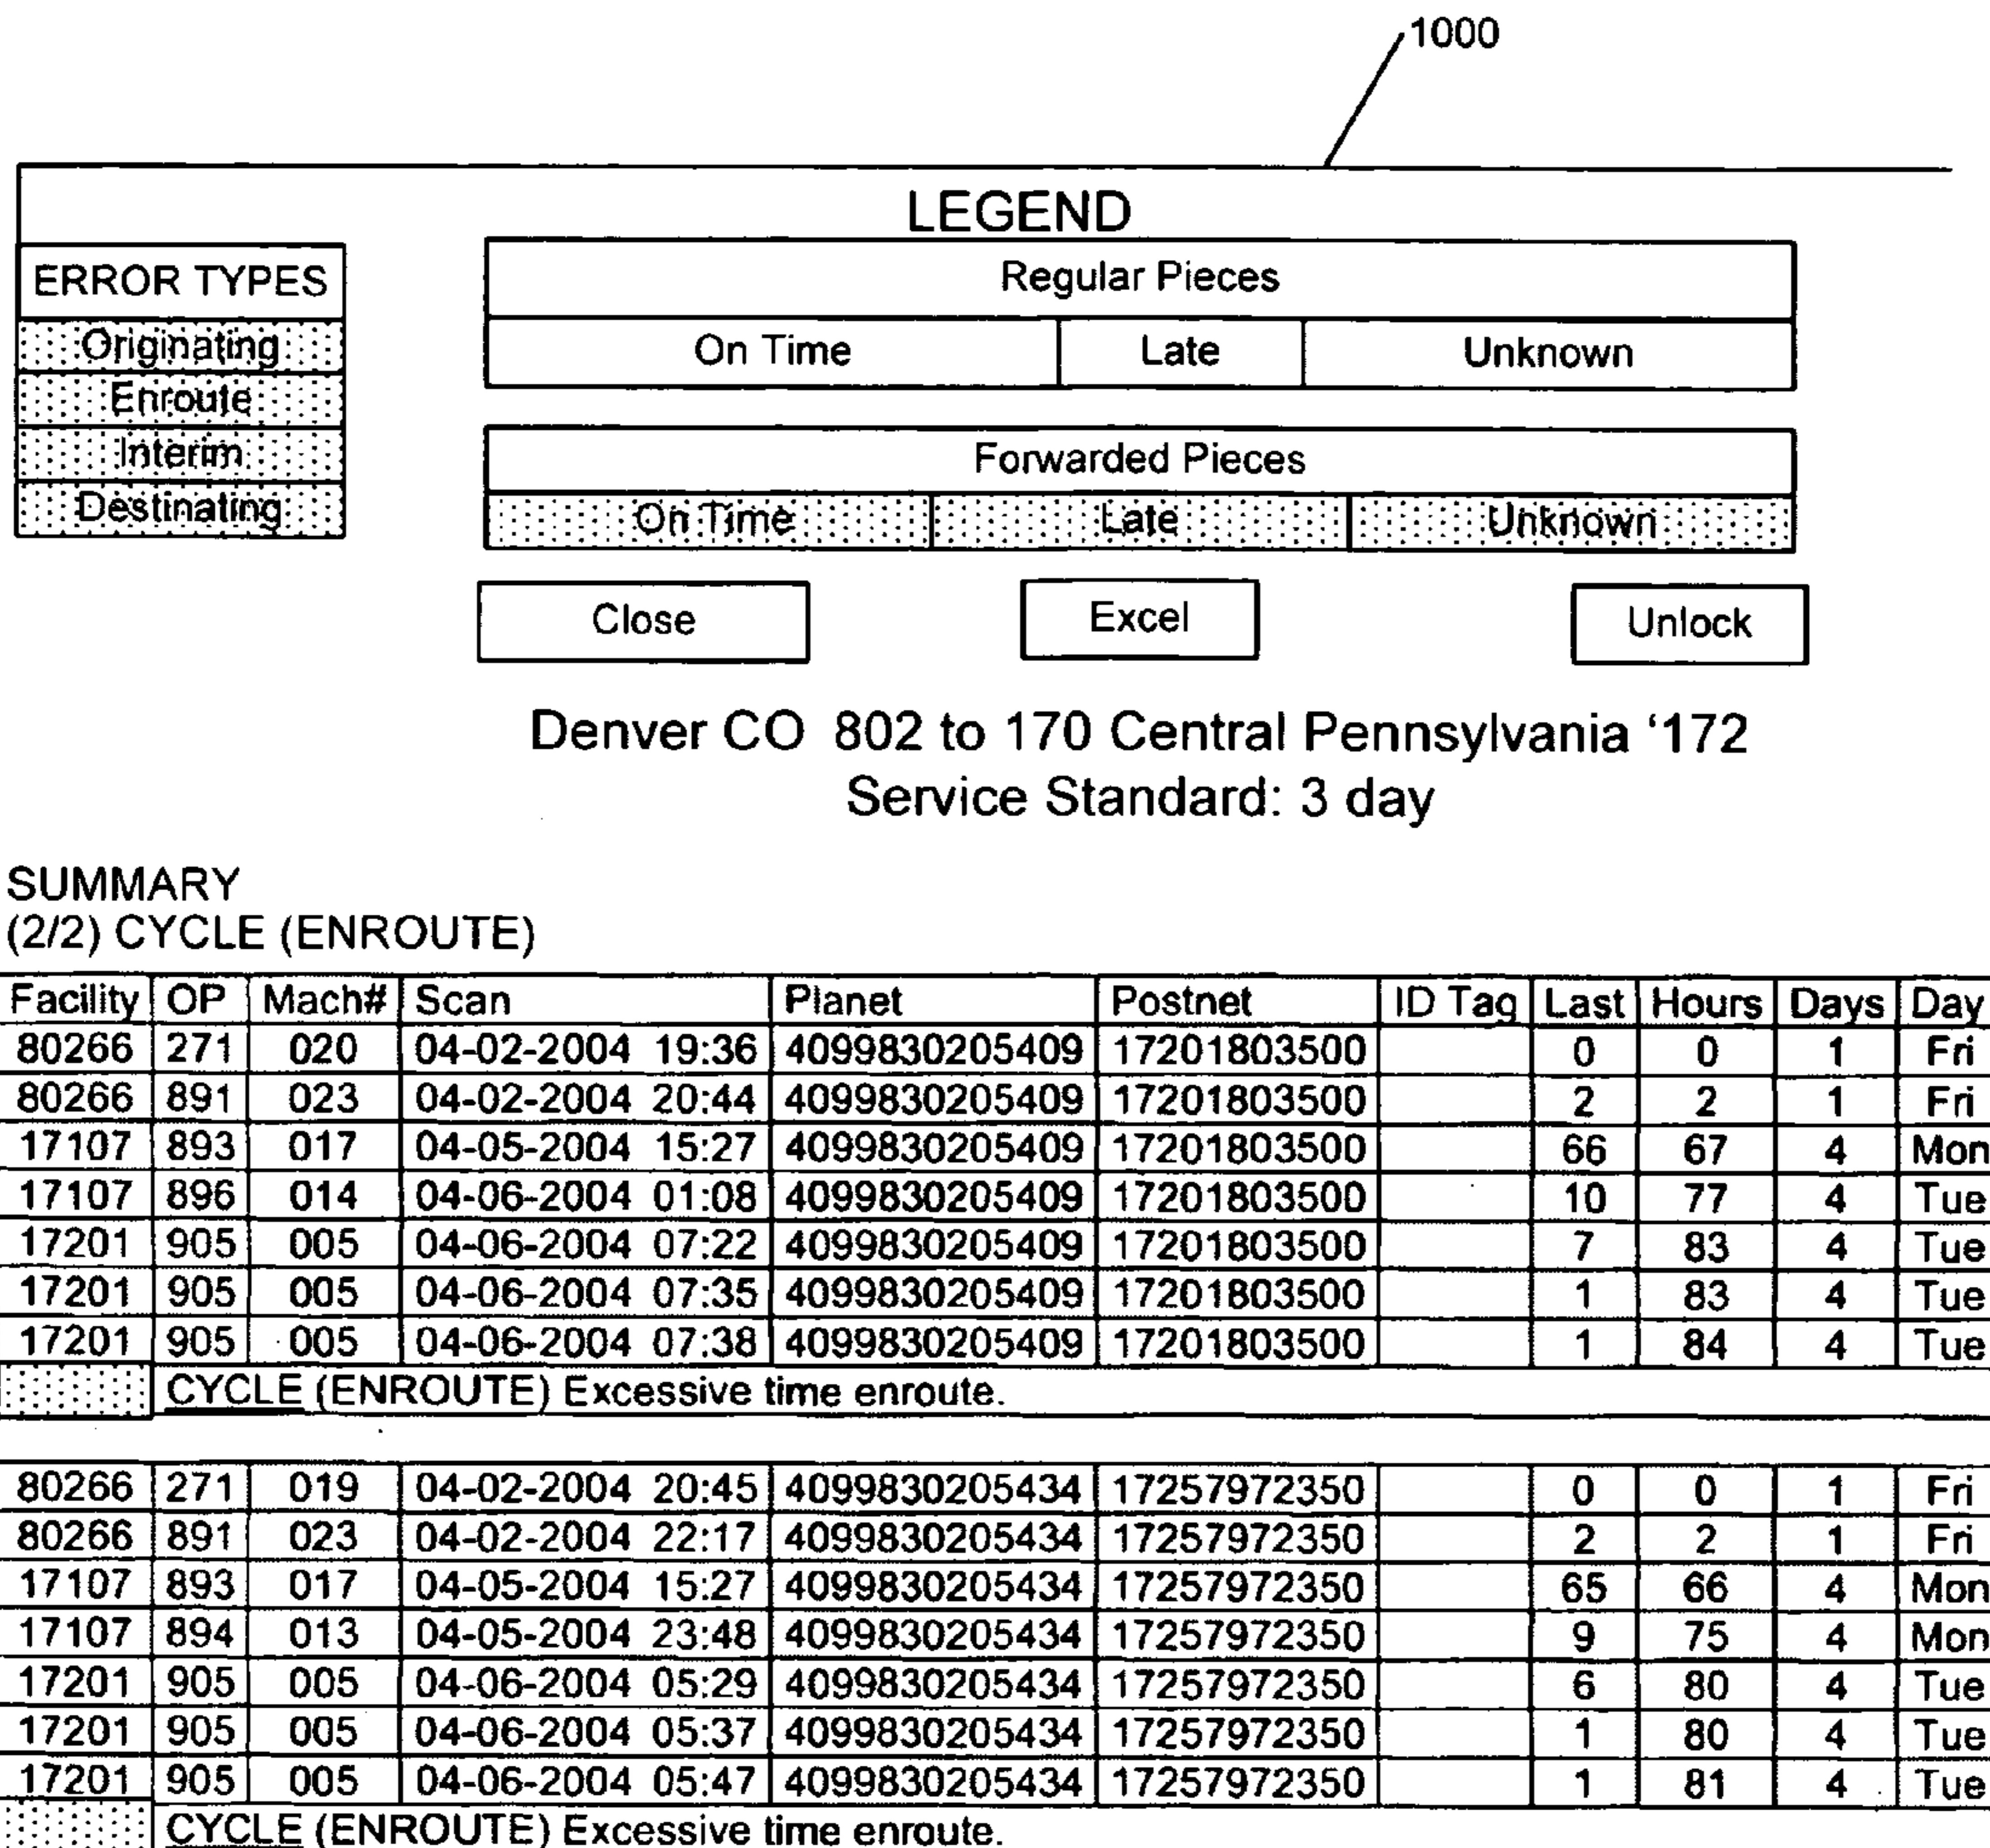 1000
LEGEND
ERROR TYPES
Originating
Enroute
Interim
Destinating
Regular Pieces
On Time Late Unknown
Forwarded Pieces
On Time Late Unknown
Close Excel Unlock
Denver CO 802 to 170 Central Pennsylvania ‘172
Service Standard: 3 day
SUMMARY
(2/2) CYCLE (ENROUTE)
Facility OP Mach# Scan Planet Postnet ID Tag Last Hours Days Day
80266 271 020 04-02-2004 19:36 4099830205409 17201803500 0 0 1 Fri
80266 891 023 04-02-2004 20:44 4099830205409 17201803500 2 2 1 Fri
17107 893 017 04-05-2004 15:27 4099830205409 17201803500 66 67 4 Mon
17107 896 014 04-06-2004 01:08 4099830205409 17201803500 10 77 4 Tue
17201 905 005 04-06-2004 07:22 4099830205409 17201803500 7 83 4 Tue
17201 905 005 04-06-2004 07:35 4099830205409 17201803500 1 83 4 Tue
17201 905 005 04-06-2004 07:38 4099830205409 17201803500 1 84 4 Tue
CYCLE (ENROUTE) Excessive time enroute.
80266 271 019 04-02-2004 20:45 4099830205434 17257972350 0 0 1 Fri
80266 891 023 04-02-2004 22:17 4099830205434 17257972350 2 2 1 Fri
17107 893 017 04-05-2004 15:27 4099830205434 17257972350 65 66 4 Mon
17107 894 013 04-05-2004 23:48 4099830205434 17257972350 9 75 4 Mon
17201 905 005 04-06-2004 05:29 4099830205434 17257972350 6 80 4 Tue
17201 905 005 04-06-2004 05:37 4099830205434 17257972350 1 80 4 Tue
17201 905 005 04-06-2004 05:47 4099830205434 17257972350 1 81 4 Tue
CYCLE (ENROUTE) Excessive time enroute.